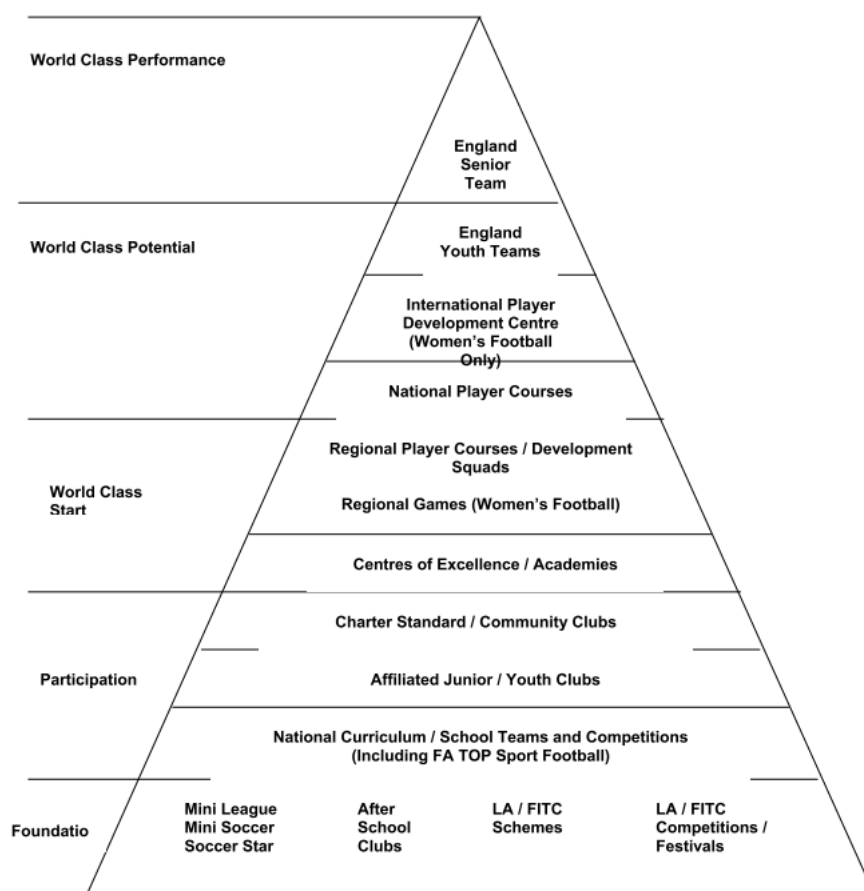 World Class Performance
England
Senior
Team
World Class Potential
England
Youth Teams
International Player
Development Centre
(Women's Football
Only)
National Player Courses
Regional Player Courses / Development
Squads
World Class
Start
Regional Games (Women's Football)
Centres of Excellence / Academies
Charter Standard / Community Clubs
Participation
Affiliated Junior / Youth Clubs
National Curriculum / School Teams and Competitions
(Including FA TOP Sport Football)
Foundatio
Mini League
Mini Soccer
Soccer Star
After
School
Clubs
LA / FITC
Schemes
LA / FITC
Competitions /
Festivals